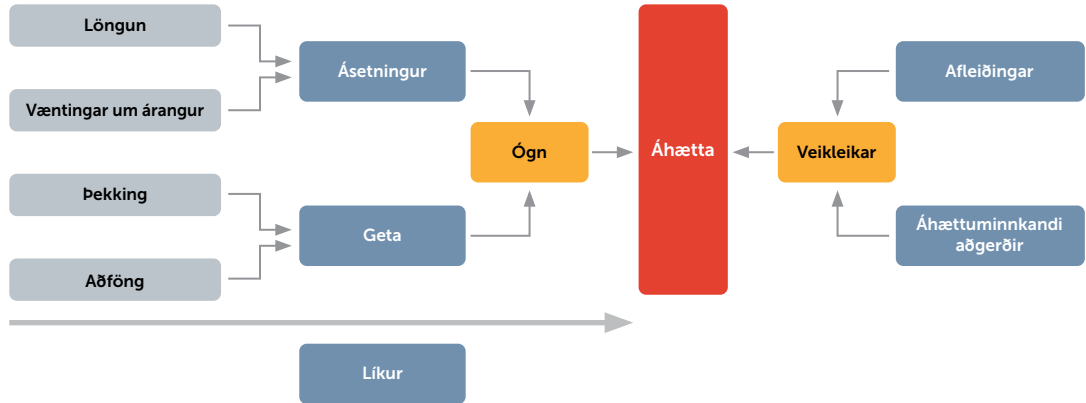 Löngun
Væntingar um árangur
Þekking
Aðföng
Ásetningur
Geta
Ógn
Áhætta
Veikleikar
Afleiðingar
Áhættuminnkandi
aðgerðir
Líkur